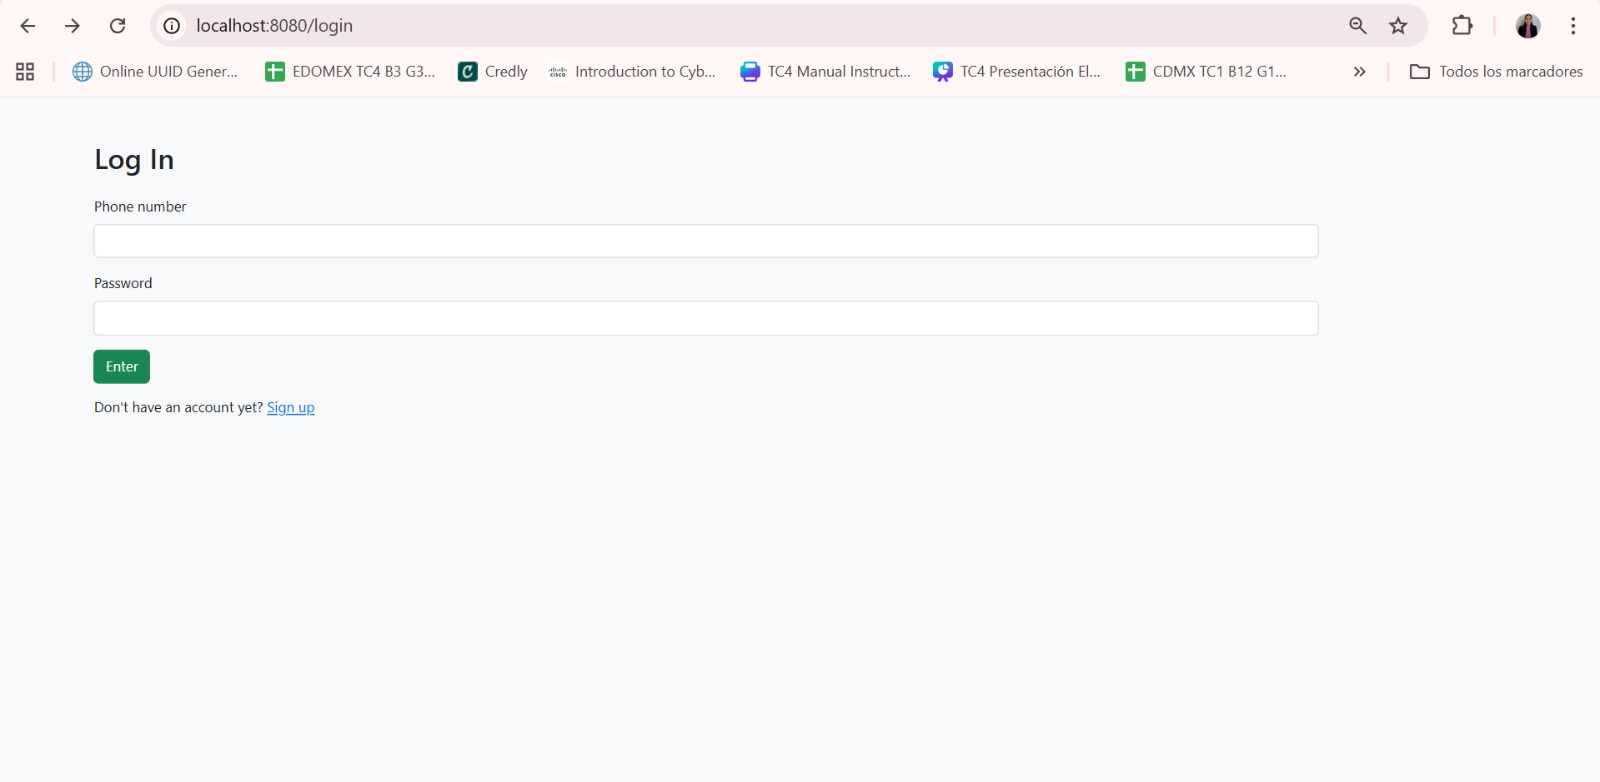 localhost:8080/login
Online UUID Gener... EDOMEX TC4 B3 G3... Credly Introduction to Cyb... TC4 Manual Instruct... TC4 Presentación El... CDMX TC1 B12 G1... Todos los marcadores
Log In
Phone number
Password
Enter
Don't have an account yet? Sign up